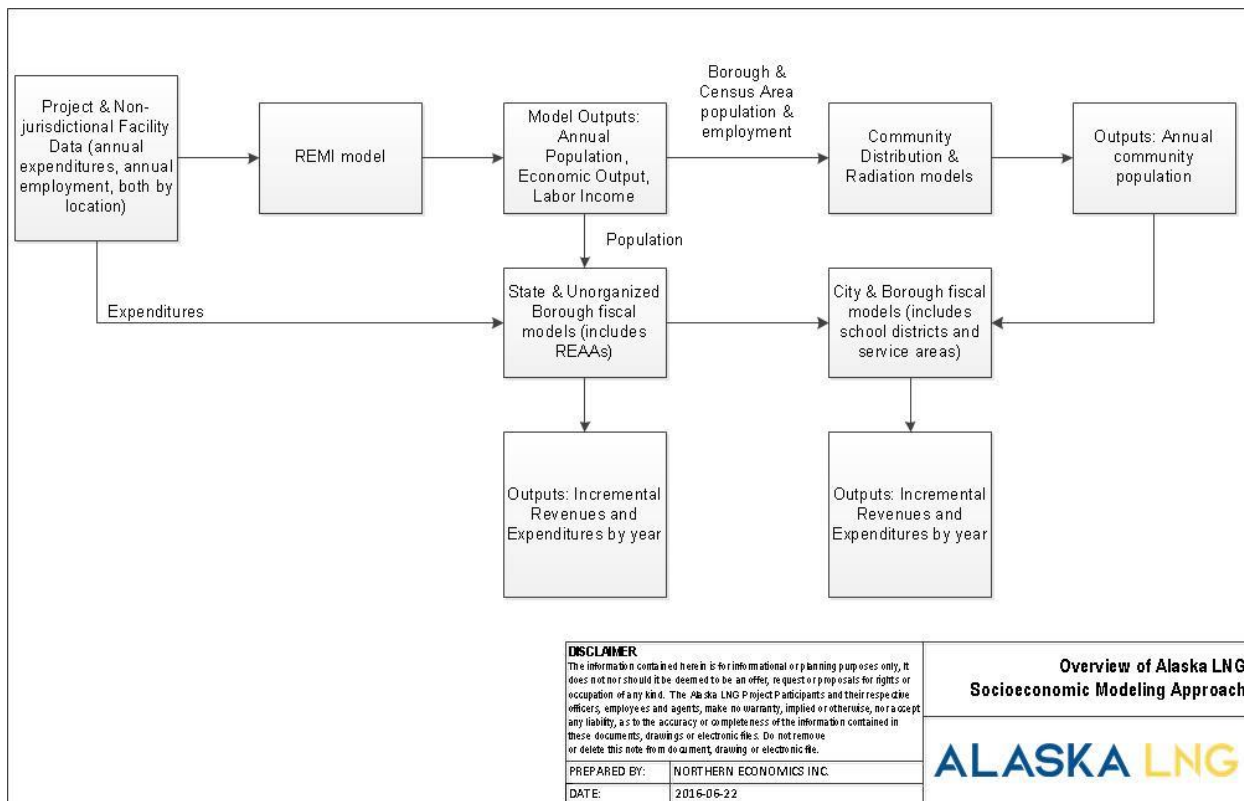 Project & Non-
jurisdictional Facility
Data (annual
expenditures, annual
employment, both by
location)
REMI model
Model Outputs:
Annual
Population,
Economic Output,
Labor Income
Borough &
Census Area
population &
employment
Community
Distribution &
Radiation models
Outputs: Annual
community
population
Population
Expenditures
State & Unorganized
Borough fiscal
models (includes
REAAs)
City & Borough fiscal
models (includes
school districts and
service areas)
Outputs: Incremental
Revenues and
Expenditures by year
Outputs: Incremental
Revenues and
Expenditures by year
DISCLAIMER
The information contained herein is for informational or planning purposes only, it
does not nor should it be deemed to be an offer, request or proposals for rights or
occupation of any kind. The Alaska LNG Project Participants and their respective
officers, employees and agents, make no warranty, implied or otherwise, nor accept
any liability, as to the accuracy or completeness of the information contained in
these documents, drawings or electronic files. Do not remove
or delete this note from document, drawing or electronic file.
PREPARED BY: NORTHERN ECONOMICS INC.
DATE: 2016-06-22
Overview of Alaska LNG
Socioeconomic Modeling Approach
ALASKA LNG